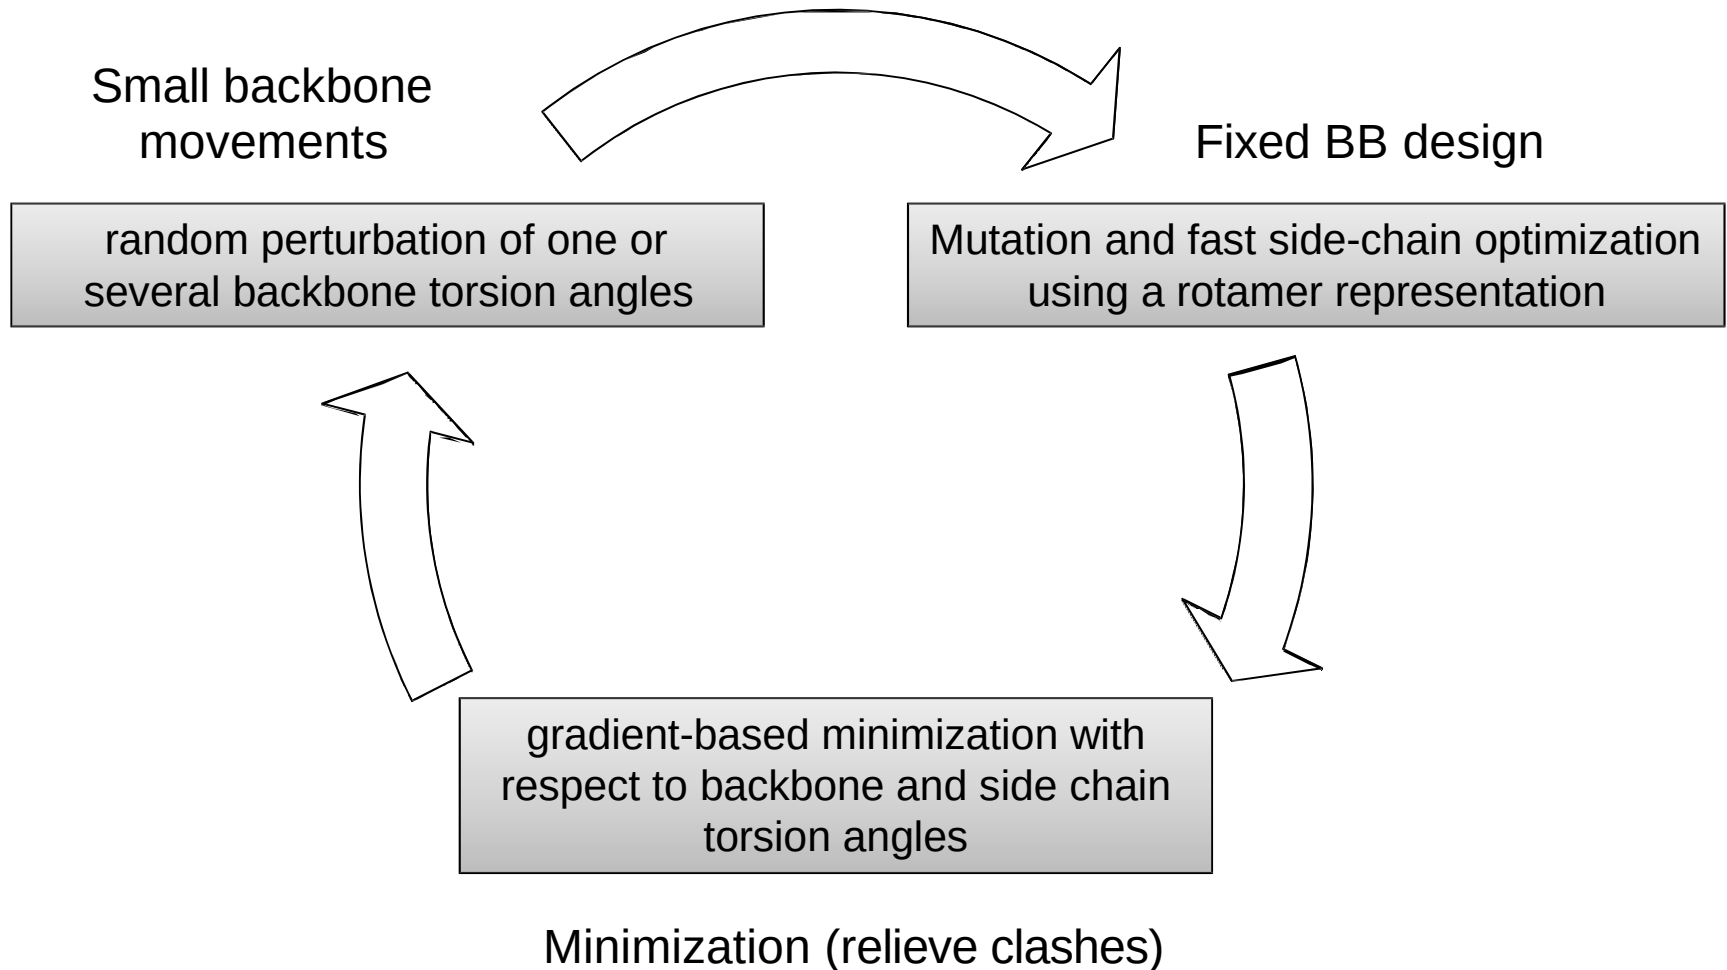 Small backbone
movements
random perturbation of one or
several backbone torsion angles
Fixed BB design
Mutation and fast side-chain optimization
using a rotamer representation
gradient-based minimization with
respect to backbone and side chain
torsion angles
Minimization (relieve clashes)